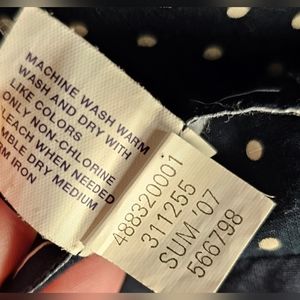 MACHINE WASH WARM
WASH AND DRY WITH
LIKE COLORS
ONLY NON-CHLORINE
LEACH WHEN NEEDED
MBLE DRY MEDIUM
RM IRON
488320001
311255
SUM '07
566798